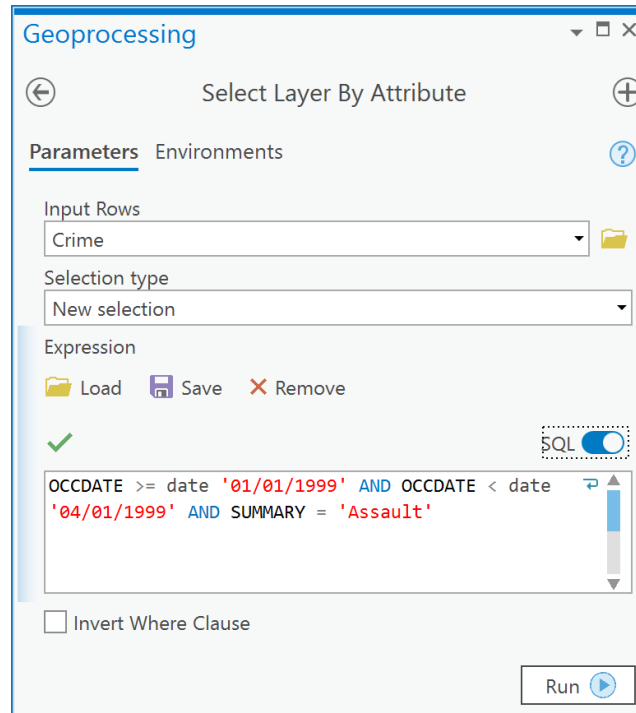 Geoprocessing
Select Layer By Attribute
Parameters Environments
Input Rows
Crime
Selection type
New selection
Expression
Load Save Remove
SQL
OCCDATE >= date '01/01/1999' AND OCCDATE < date
'04/01/1999' AND SUMMARY = 'Assault'
Invert Where Clause
Run